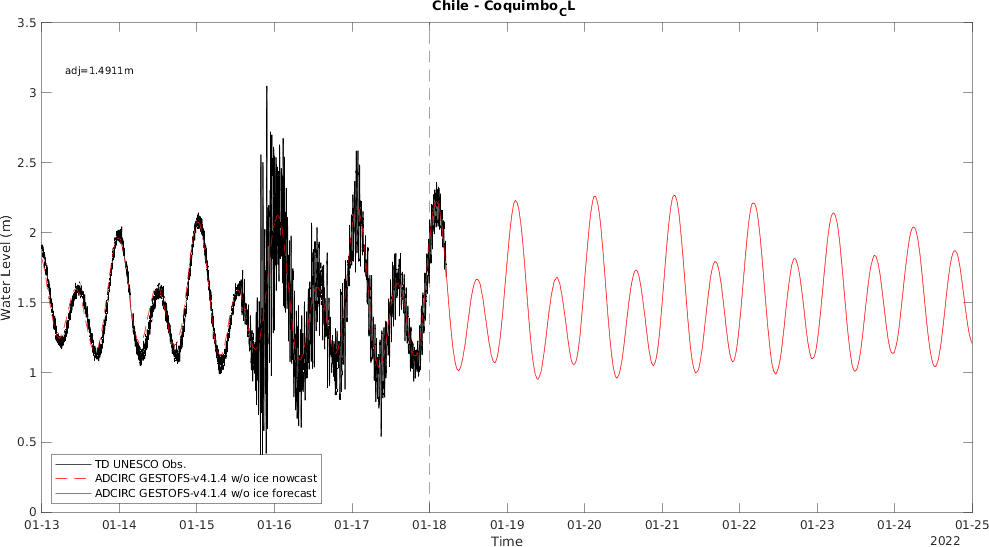 Chile - Coquimbo_CL
adj=1.4911m
Water Level (m)
3.5
3
2.5
2
1.5
1
0.5
0
TD UNESCO Obs.
ADCIRC GESTOFS-v4.1.4 w/o ice nowcast
ADCIRC GESTOFS-v4.1.4 w/o ice forecast
01-13 01-14 01-15 01-16 01-17 01-18 01-19 01-20 01-21 01-22 01-23 01-24 01-25
Time
2022